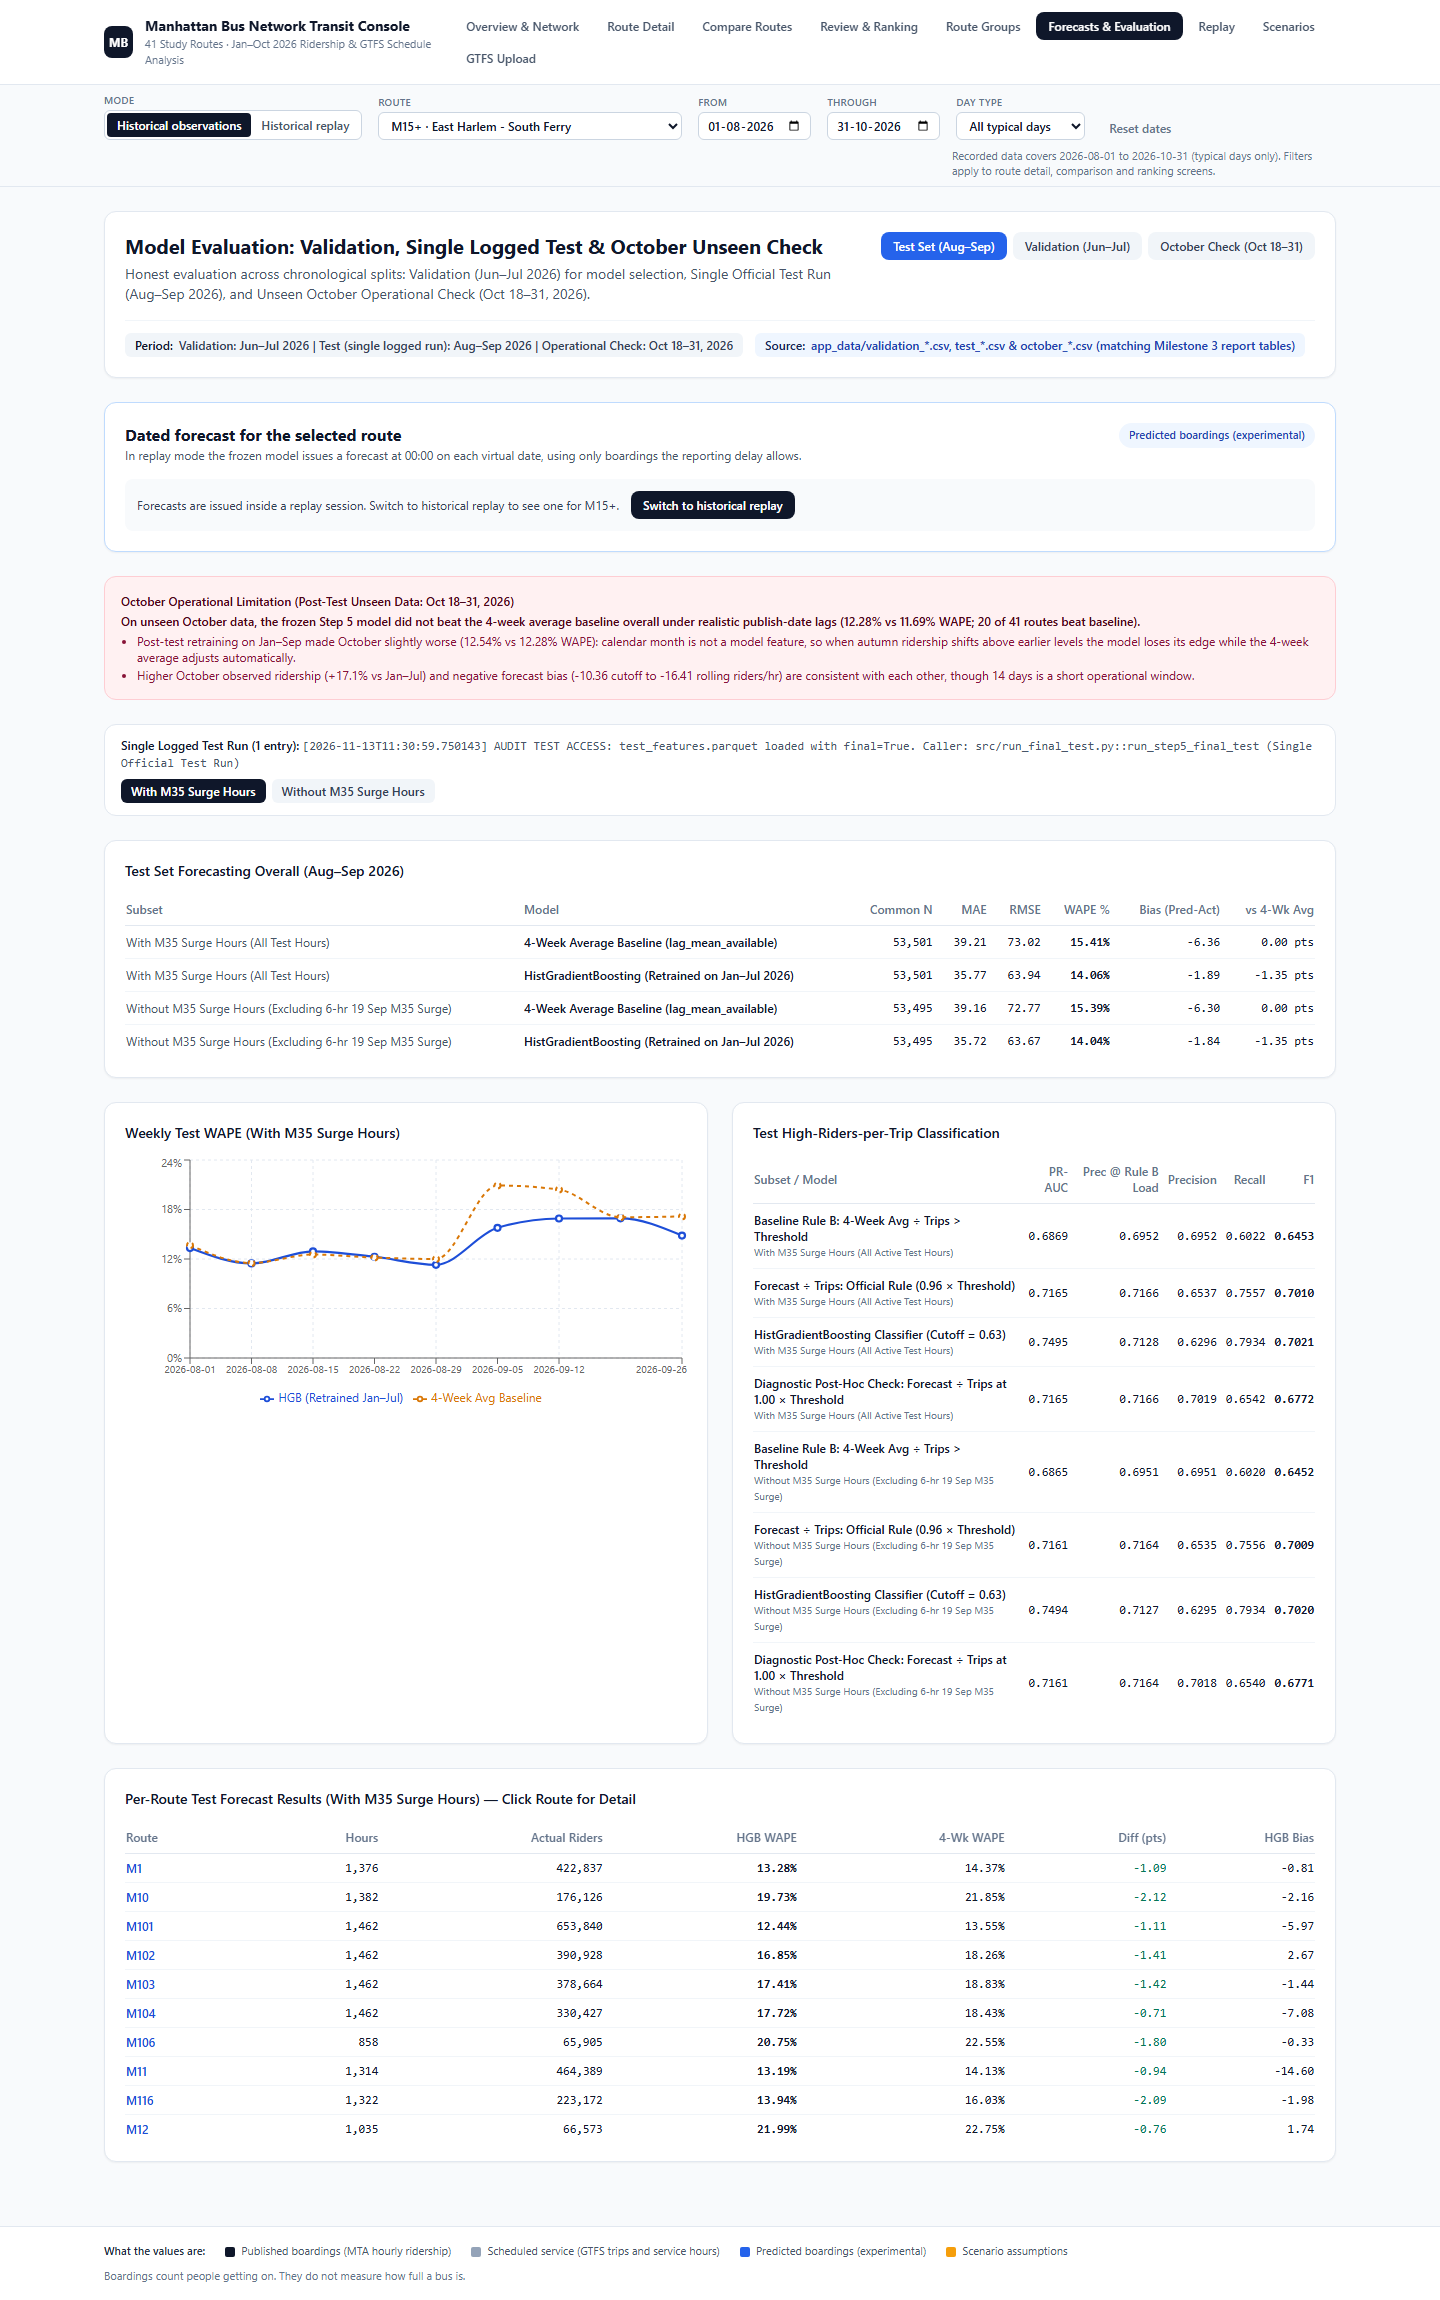 MB
Manhattan Bus Network Transit Console
41 Study Routes · Jan–Oct 2026 Ridership & GTFS Schedule
Analysis
Overview & Network Route Detail Compare Routes Review & Ranking Route Groups Forecasts & Evaluation Replay Scenarios
GTFS Upload
MODE ROUTE FROM THROUGH DAY TYPE
Historical observations Historical replay M15+ · East Harlem - South Ferry 01-08-2026 31-10-2026 All typical days Reset dates
Recorded data covers 2026-08-01 to 2026-10-31 (typical days only). Filters
apply to route detail, comparison and ranking screens.
Model Evaluation: Validation, Single Logged Test & October Unseen Check
Test Set (Aug–Sep) Validation (Jun–Jul) October Check (Oct 18–31)
Honest evaluation across chronological splits: Validation (Jun–Jul 2026) for model selection, Single Official Test Run
(Aug–Sep 2026), and Unseen October Operational Check (Oct 18–31, 2026).
Period: Validation: Jun–Jul 2026 | Test (single logged run): Aug–Sep 2026 | Operational Check: Oct 18–31, 2026
Source: app_data/validation_*.csv, test_*.csv & october_*.csv (matching Milestone 3 report tables)
Dated forecast for the selected route
Predicted boardings (experimental)
In replay mode the frozen model issues a forecast at 00:00 on each virtual date, using only boardings the reporting delay allows.
Forecasts are issued inside a replay session. Switch to historical replay to see one for M15+. Switch to historical replay
October Operational Limitation (Post-Test Unseen Data: Oct 18–31, 2026)
On unseen October data, the frozen Step 5 model did not beat the 4-week average baseline overall under realistic publish-date lags (12.28% vs 11.69% WAPE; 20 of 41 routes beat baseline).
• Post-test retraining on Jan–Sep made October slightly worse (12.54% vs 12.28% WAPE): calendar month is not a model feature, so when autumn ridership shifts above earlier levels the model loses its edge while the 4-week
average adjusts automatically.
• Higher October observed ridership (+17.1% vs Jan–Jul) and negative forecast bias (-10.36 cutoff to -16.41 rolling riders/hr) are consistent with each other, though 14 days is a short operational window.
Single Logged Test Run (1 entry): [2026-11-13T11:30:59.750143] AUDIT TEST ACCESS: test_features.parquet loaded with final=True. Caller: src/run_final_test.py::run_step5_final_test (Single
Official Test Run)
With M35 Surge Hours Without M35 Surge Hours
Test Set Forecasting Overall (Aug–Sep 2026)
Subset Model Common N MAE RMSE WAPE % Bias (Pred-Act) vs 4-Wk Avg
With M35 Surge Hours (All Test Hours) 4-Week Average Baseline (lag_mean_available) 53,501 39.21 73.02 15.41% -6.36 0.00 pts
With M35 Surge Hours (All Test Hours) HistGradientBoosting (Retrained on Jan–Jul 2026) 53,501 35.77 63.94 14.06% -1.89 -1.35 pts
Without M35 Surge Hours (Excluding 6-hr 19 Sep M35 Surge) 4-Week Average Baseline (lag_mean_available) 53,495 39.16 72.77 15.39% -6.30 0.00 pts
Without M35 Surge Hours (Excluding 6-hr 19 Sep M35 Surge) HistGradientBoosting (Retrained on Jan–Jul 2026) 53,495 35.72 63.67 14.04% -1.84 -1.35 pts
Weekly Test WAPE (With M35 Surge Hours)
24%
18%
12%
6%
0%
2026-08-01 2026-08-08 2026-08-15 2026-08-22 2026-08-29 2026-09-05 2026-09-12 2026-09-26
HGB (Retrained Jan–Jul) 4-Week Avg Baseline
Test High-Riders-per-Trip Classification
Subset / Model PR-AUC Prec @ Rule B Load Precision Recall F1
Baseline Rule B: 4-Week Avg ÷ Trips >
Threshold
With M35 Surge Hours (All Active Test Hours)
0.6869 0.6952 0.6952 0.6022 0.6453
Forecast ÷ Trips: Official Rule (0.96 × Threshold)
With M35 Surge Hours (All Active Test Hours)
0.7165 0.7166 0.6537 0.7557 0.7010
HistGradientBoosting Classifier (Cutoff = 0.63)
With M35 Surge Hours (All Active Test Hours)
0.7495 0.7128 0.6296 0.7934 0.7021
Diagnostic Post-Hoc Check: Forecast ÷ Trips at
1.00 × Threshold
With M35 Surge Hours (All Active Test Hours)
0.7165 0.7166 0.7019 0.6542 0.6772
Baseline Rule B: 4-Week Avg ÷ Trips >
Threshold
Without M35 Surge Hours (Excluding 6-hr 19 Sep M35
Surge)
0.6865 0.6951 0.6951 0.6020 0.6452
Forecast ÷ Trips: Official Rule (0.96 × Threshold)
Without M35 Surge Hours (Excluding 6-hr 19 Sep M35
Surge)
0.7161 0.7164 0.6535 0.7556 0.7009
HistGradientBoosting Classifier (Cutoff = 0.63)
Without M35 Surge Hours (Excluding 6-hr 19 Sep M35
Surge)
0.7494 0.7127 0.6295 0.7934 0.7020
Diagnostic Post-Hoc Check: Forecast ÷ Trips at
1.00 × Threshold
Without M35 Surge Hours (Excluding 6-hr 19 Sep M35
Surge)
0.7161 0.7164 0.7018 0.6540 0.6771
Per-Route Test Forecast Results (With M35 Surge Hours) — Click Route for Detail
Route Hours Actual Riders HGB WAPE 4-Wk WAPE Diff (pts) HGB Bias
M1 1,376 422,837 13.28% 14.37% -1.09 -0.81
M10 1,382 176,126 19.73% 21.85% -2.12 -2.16
M101 1,462 653,840 12.44% 13.55% -1.11 -5.97
M102 1,462 390,928 16.85% 18.26% -1.41 2.67
M103 1,462 378,664 17.41% 18.83% -1.42 -1.44
M104 1,462 330,427 17.72% 18.43% -0.71 -7.08
M106 858 65,905 20.75% 22.55% -1.80 -0.33
M11 1,314 464,389 13.19% 14.13% -0.94 -14.60
M116 1,322 223,172 13.94% 16.03% -2.09 -1.98
M12 1,035 66,573 21.99% 22.75% -0.76 1.74
What the values are: Published boardings (MTA hourly ridership) Scheduled service (GTFS trips and service hours) Predicted boardings (experimental) Scenario assumptions
Boardings count people getting on. They do not measure how full a bus is.